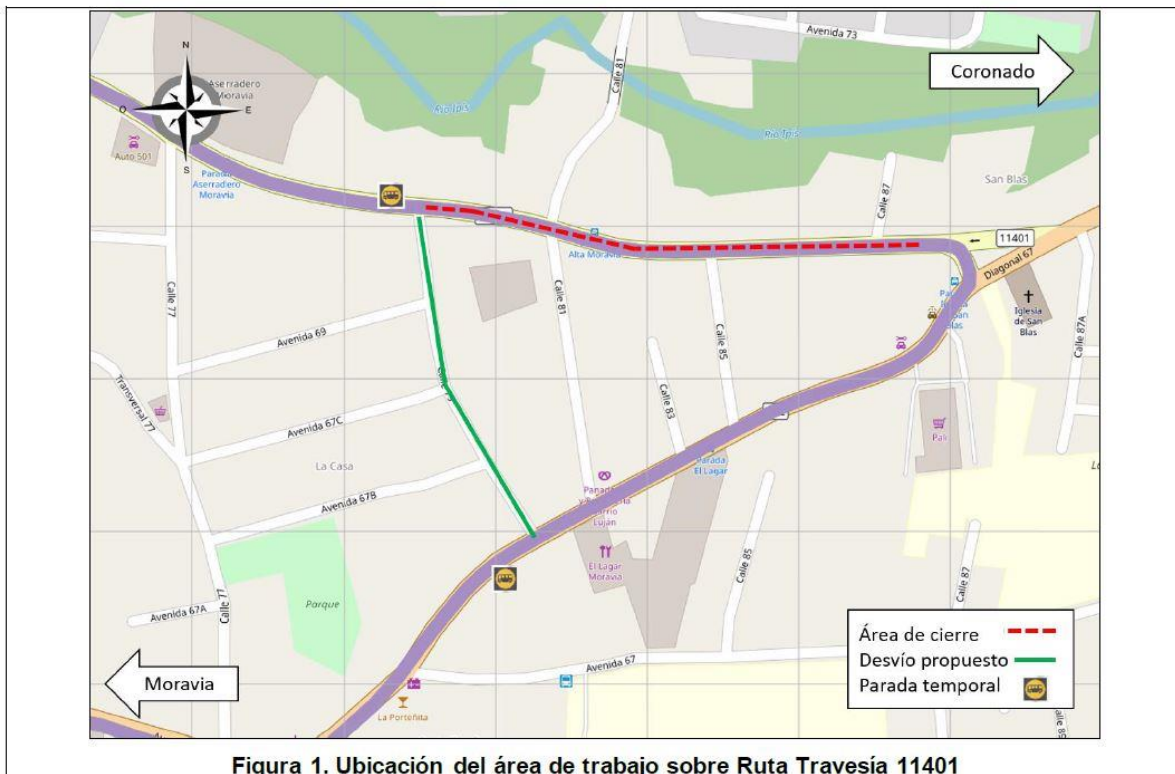 Avenida 73
Coronado
N
O
E
S
Aserradero
Moravia
Calle 81
Río Ipís
Río Ipís
Auto 501
Parada
Aserradero
Moravia
Calle 87
San Blas
11401
Alta Moravia
Diagonal 67
Iglesia
de San
Blas
Calle 87A
Calle 77
Calle 81
Calle 85
Avenida 69
Calle 83
Transversal 77
Avenida 67C
La Casa
Palí
Parada
El Lagar
Avenida 67B
El Lagar
Moravia
Calle 85
Calle 87
Parque
Avenida 67A
Calle 77
Avenida 67
Moravia
La Porteñita
Área de cierre
Desvío propuesto
Parada temporal
Figura 1. Ubicación del área de trabajo sobre Ruta Travesía 11401